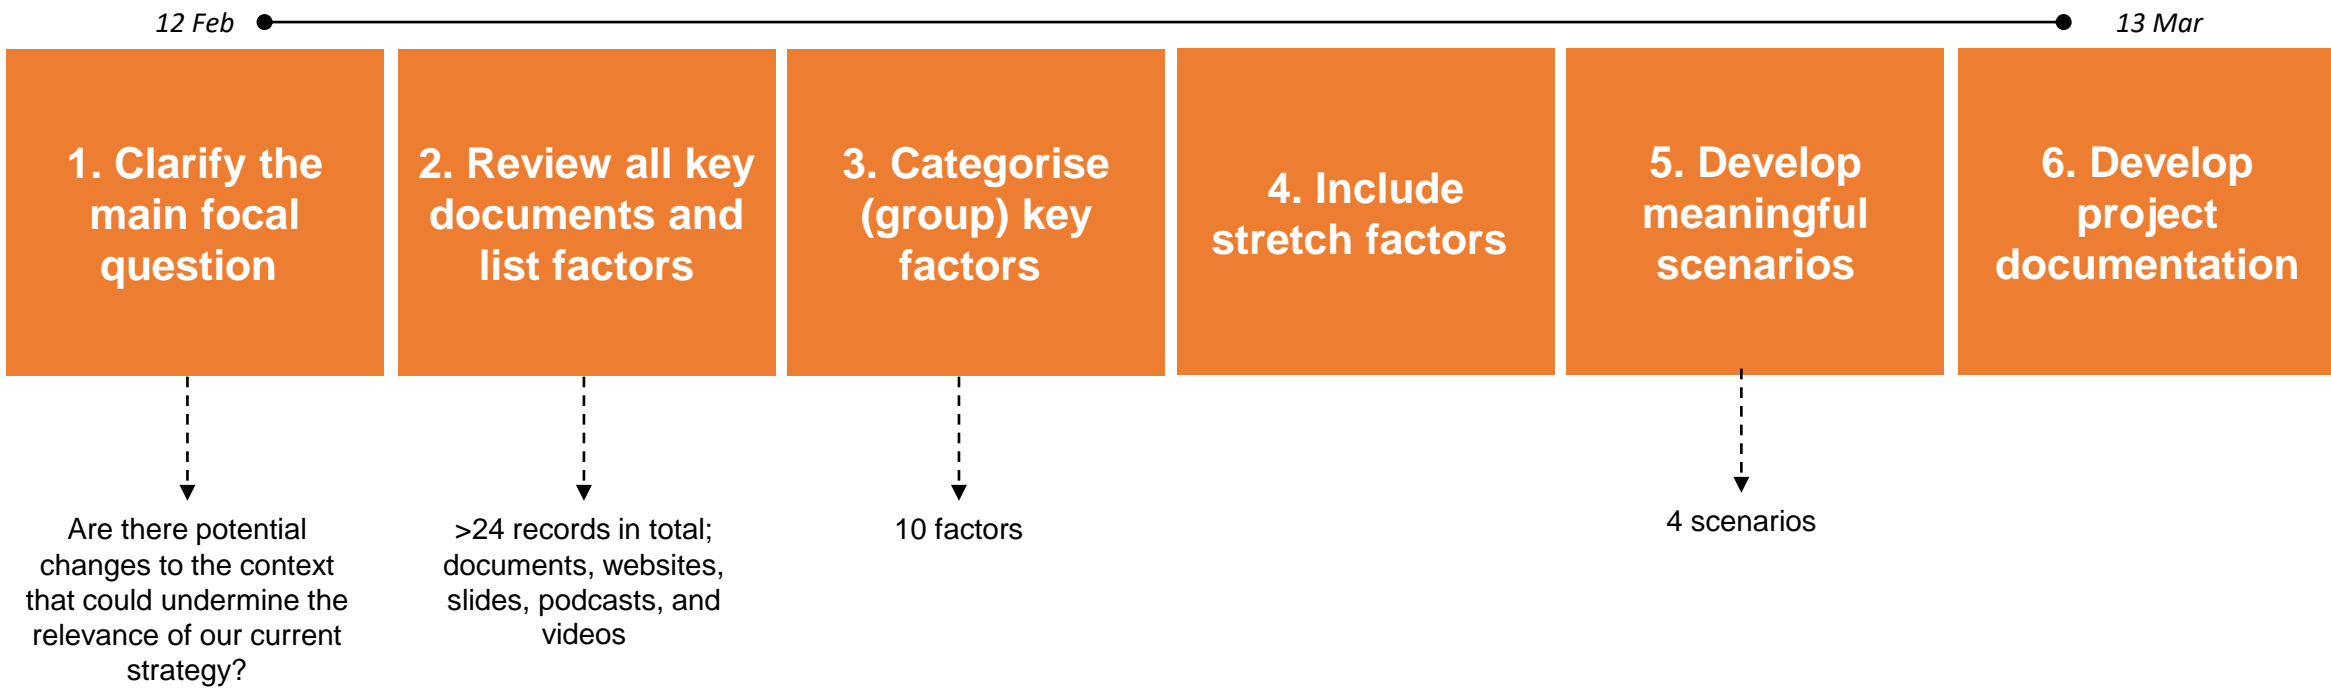 12 Feb
13 Mar
1. Clarify the
main focal
question
2. Review all key
documents and
list factors
3. Categorise
(group) key
factors
4. Include
stretch factors
5. Develop
meaningful
scenarios
6. Develop
project
documentation
Are there potential
changes to the context
that could undermine the
relevance of our current
strategy?
>24 records in total;
documents, websites,
slides, podcasts, and
videos
10 factors
4 scenarios